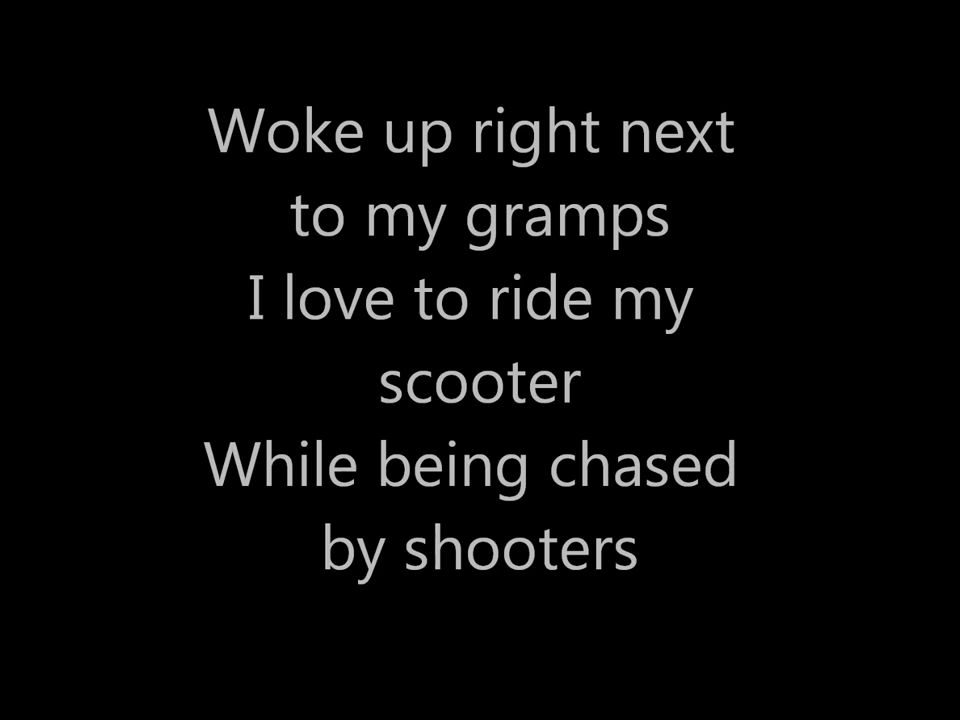 Woke up right next
to my gramps
I love to ride my
scooter
While being chased
by shooters